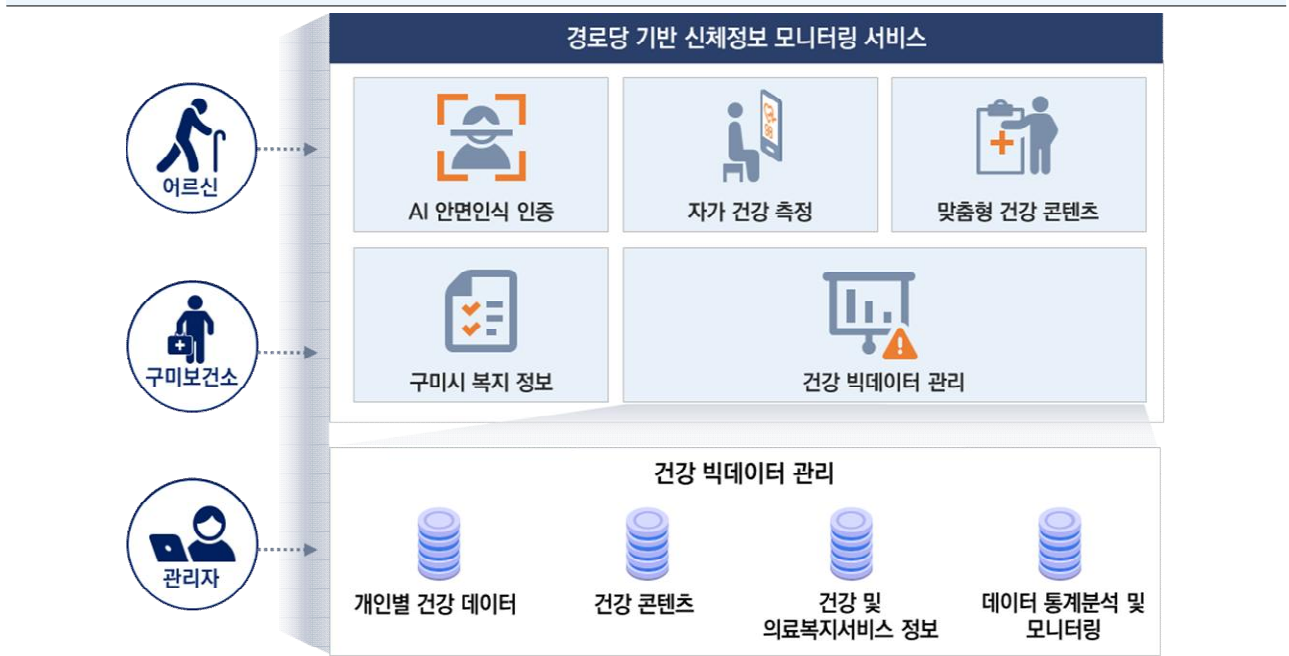 경로당 기반 신체정보 모니터링 서비스
어르신
AI 안면인식 인증
자가 건강 측정
맞춤형 건강 콘텐츠
구미보건소
구미시 복지 정보
건강 빅데이터 관리
건강 빅데이터 관리
관리자
개인별 건강 데이터
건강 콘텐츠
건강 및
의료복지서비스 정보
데이터 통계분석 및
모니터링